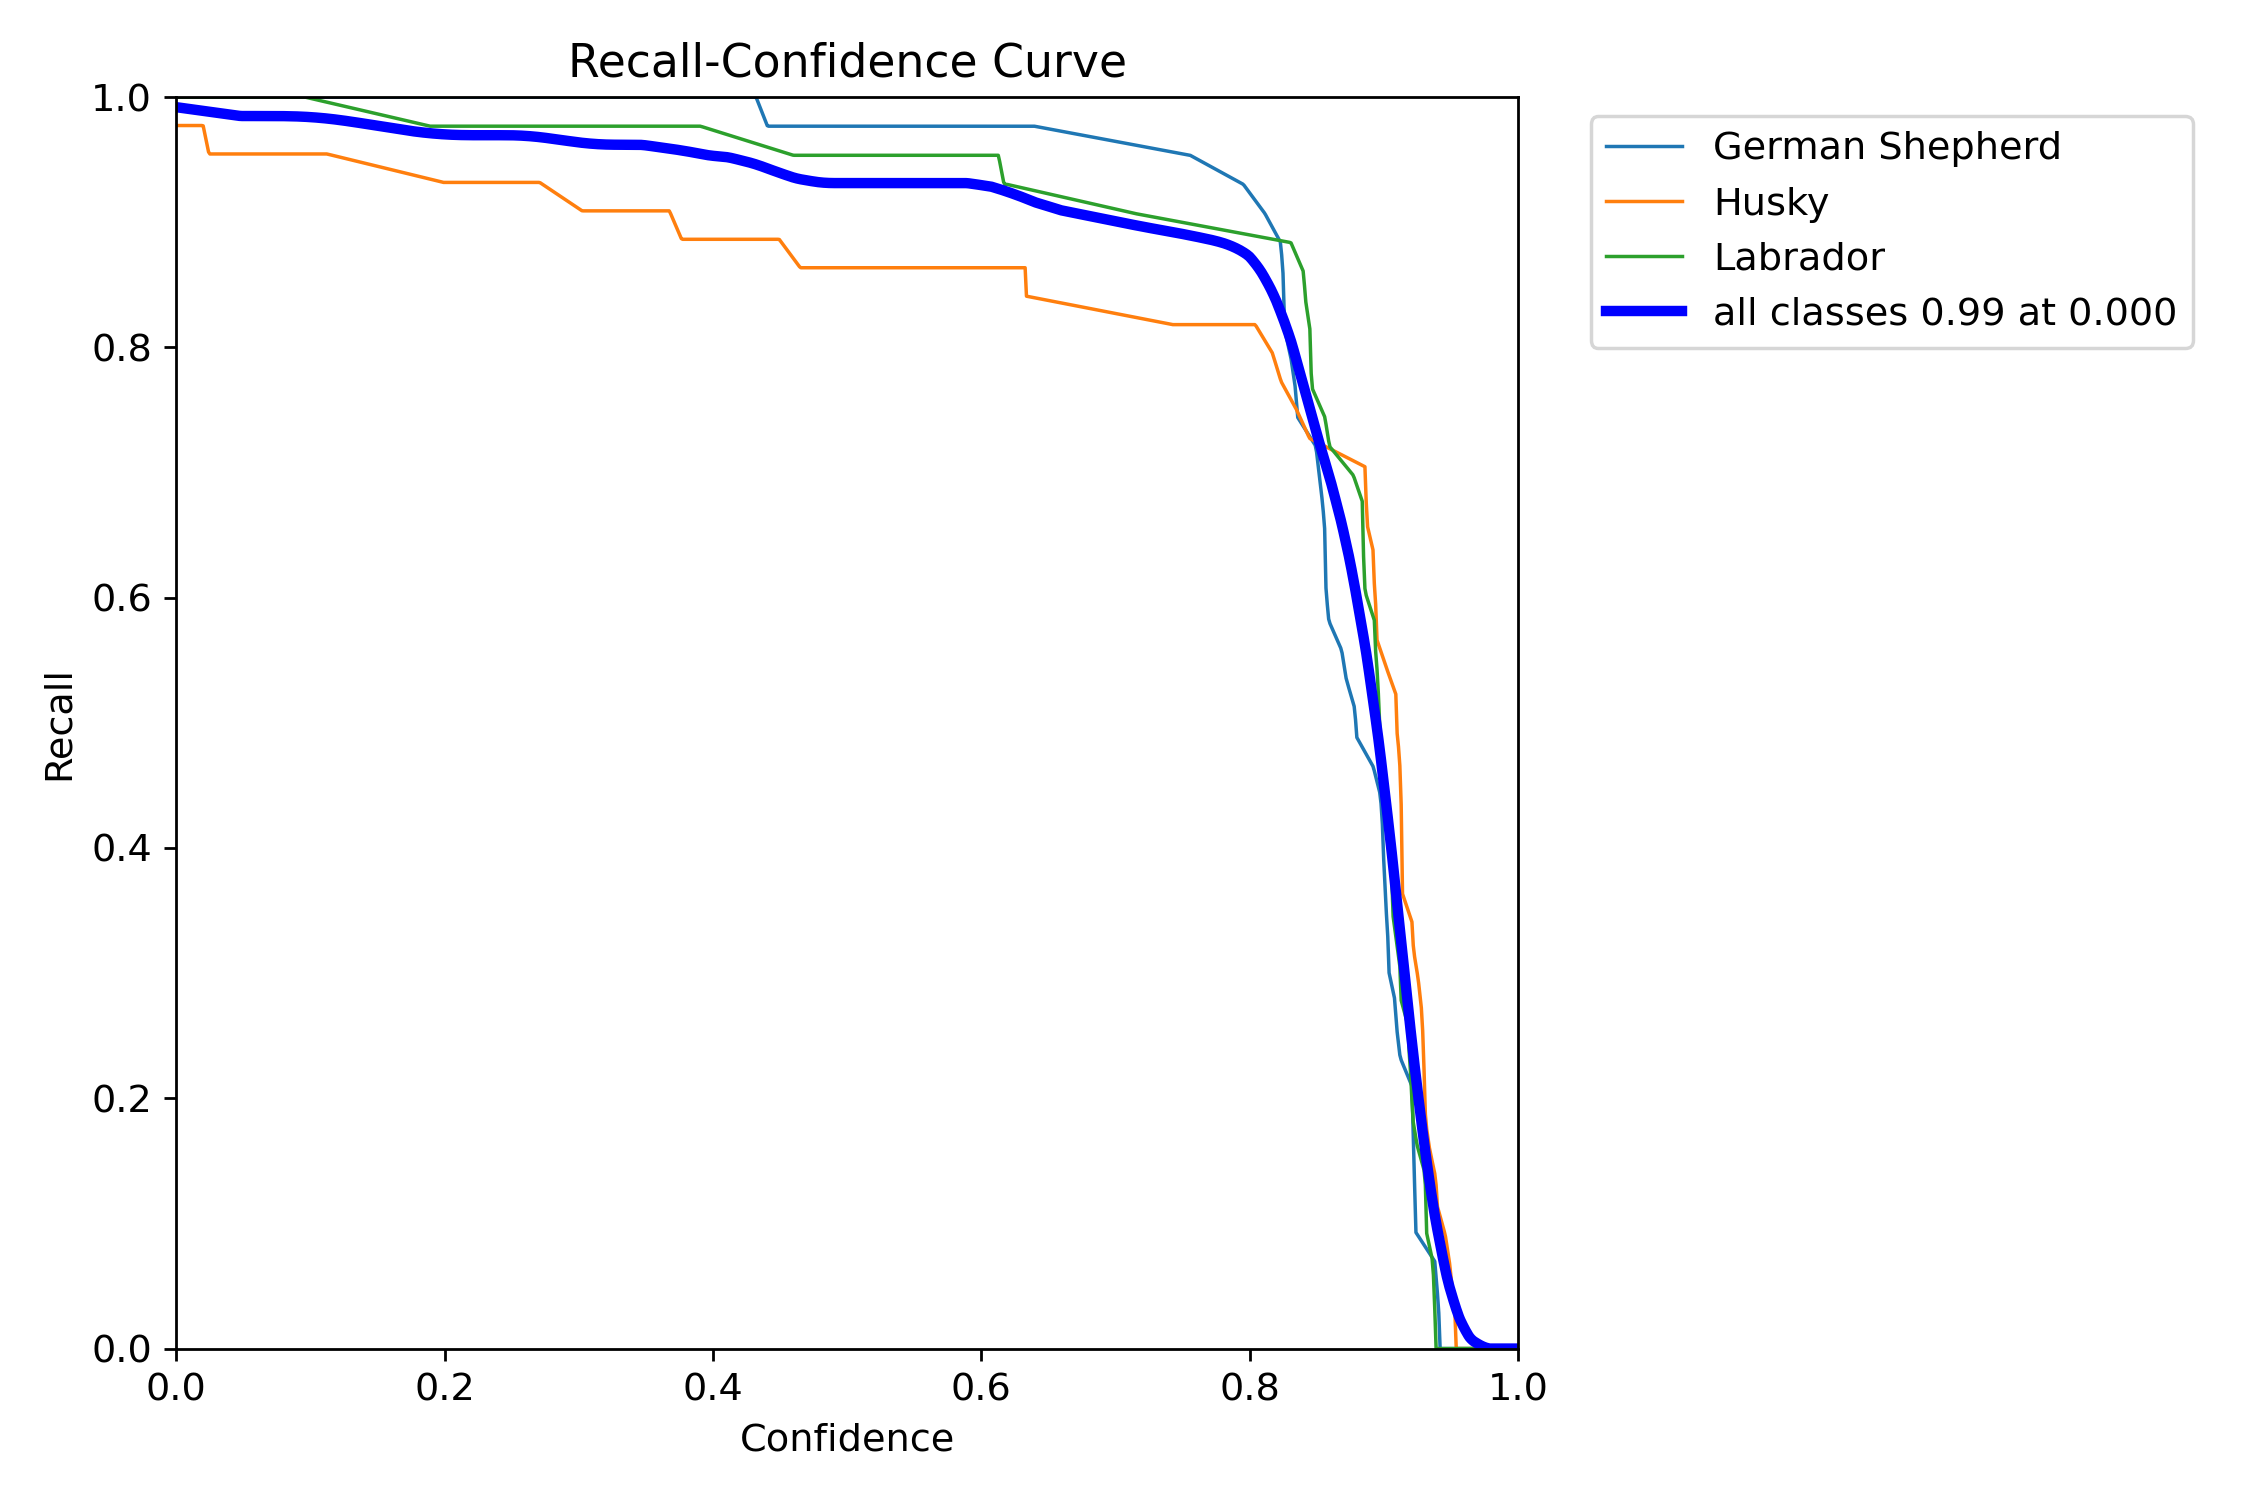 Recall-Confidence Curve
1.0
0.8
0.6
0.4
0.2
0.0
Recall
0.0 0.2 0.4 0.6 0.8 1.0
Confidence
German Shepherd
Husky
Labrador
all classes 0.99 at 0.000